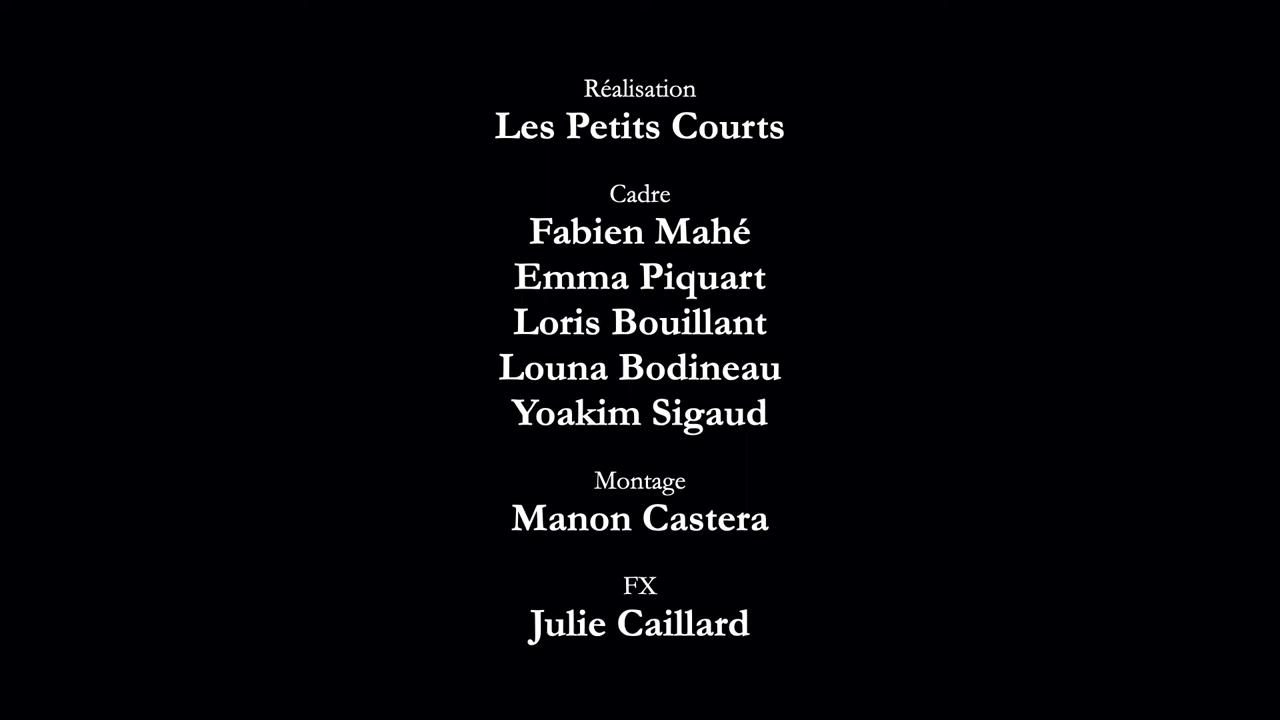 Réalisation
Les Petits Courts
Cadre
Fabien Mahé
Emma Piquart
Loris Bouillant
Louna Bodineau
Yoakim Sigaud
Montage
Manon Castera
FX
Julie Caillard